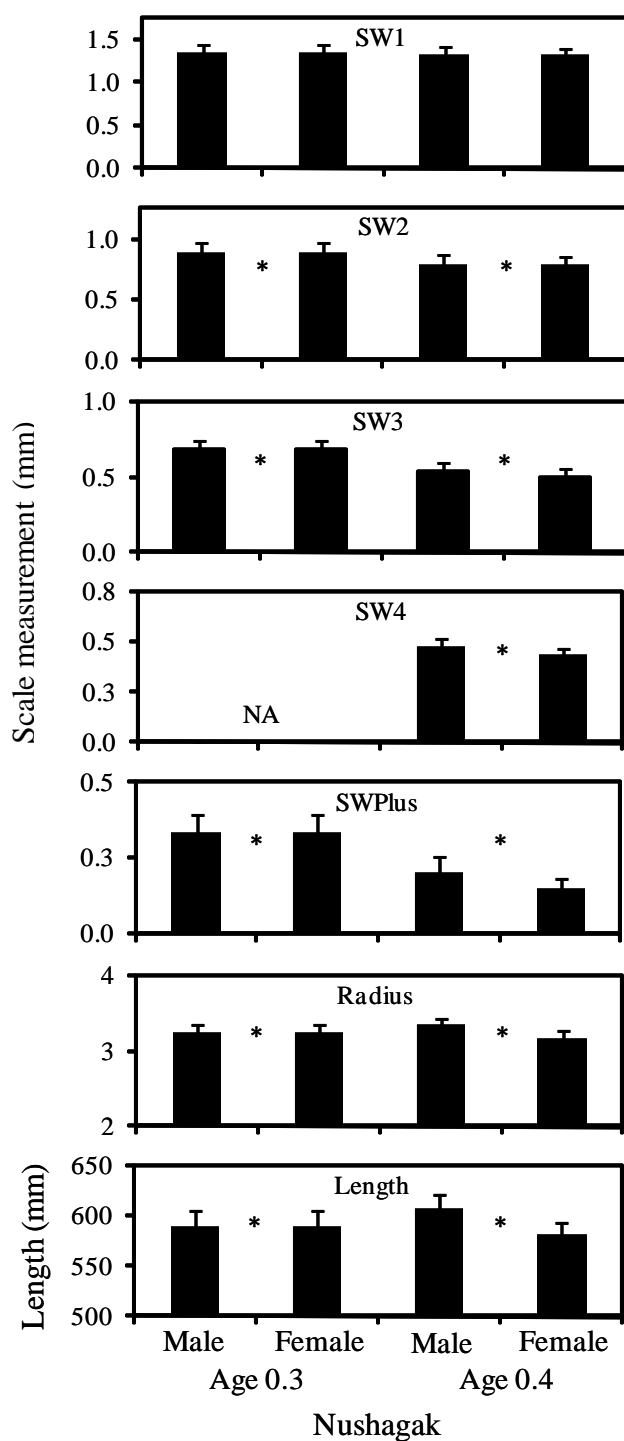 SW1
1.5
1.0
0.5
0.0
SW2
1.0
* *
0.5
0.0
1.0
SW3
* *
0.5
0.0
0.8
SW4
0.5
*
0.3
NA
0.0
0.5
SWPlus
* *
0.3
0.0
4
Radius
* *
3
2
650
Length
* *
600
550
500
Scale measurement (mm)
Length (mm)
Male Female Male Female
Age 0.3 Age 0.4
Nushagak